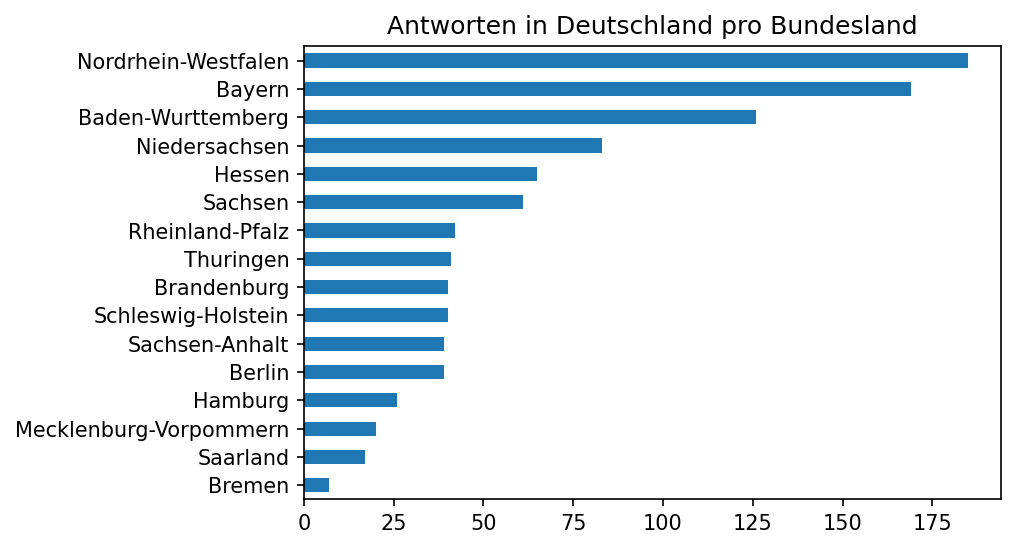 Antworten in Deutschland pro Bundesland
Nordrhein-Westfalen
Bayern
Baden-Wurttemberg
Niedersachsen
Hessen
Sachsen
Rheinland-Pfalz
Thuringen
Brandenburg
Schleswig-Holstein
Sachsen-Anhalt
Berlin
Hamburg
Mecklenburg-Vorpommern
Saarland
Bremen
0 25 50 75 100 125 150 175